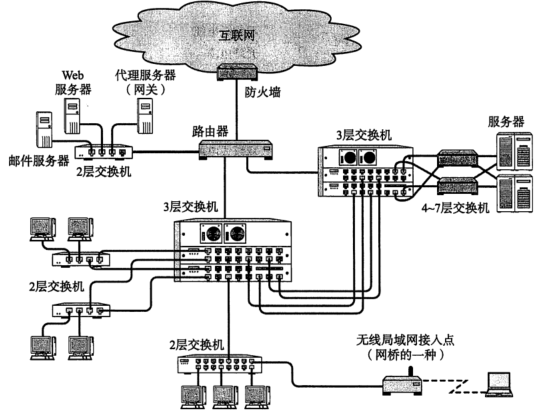 互联网
防火墙
Web
服务器
代理服务器
（网关）
邮件服务器
2层交换机
路由器
3层交换机
服务器
4~7层交换机
3层交换机
2层交换机
2层交换机
无线局域网接入点
（网桥的一种）